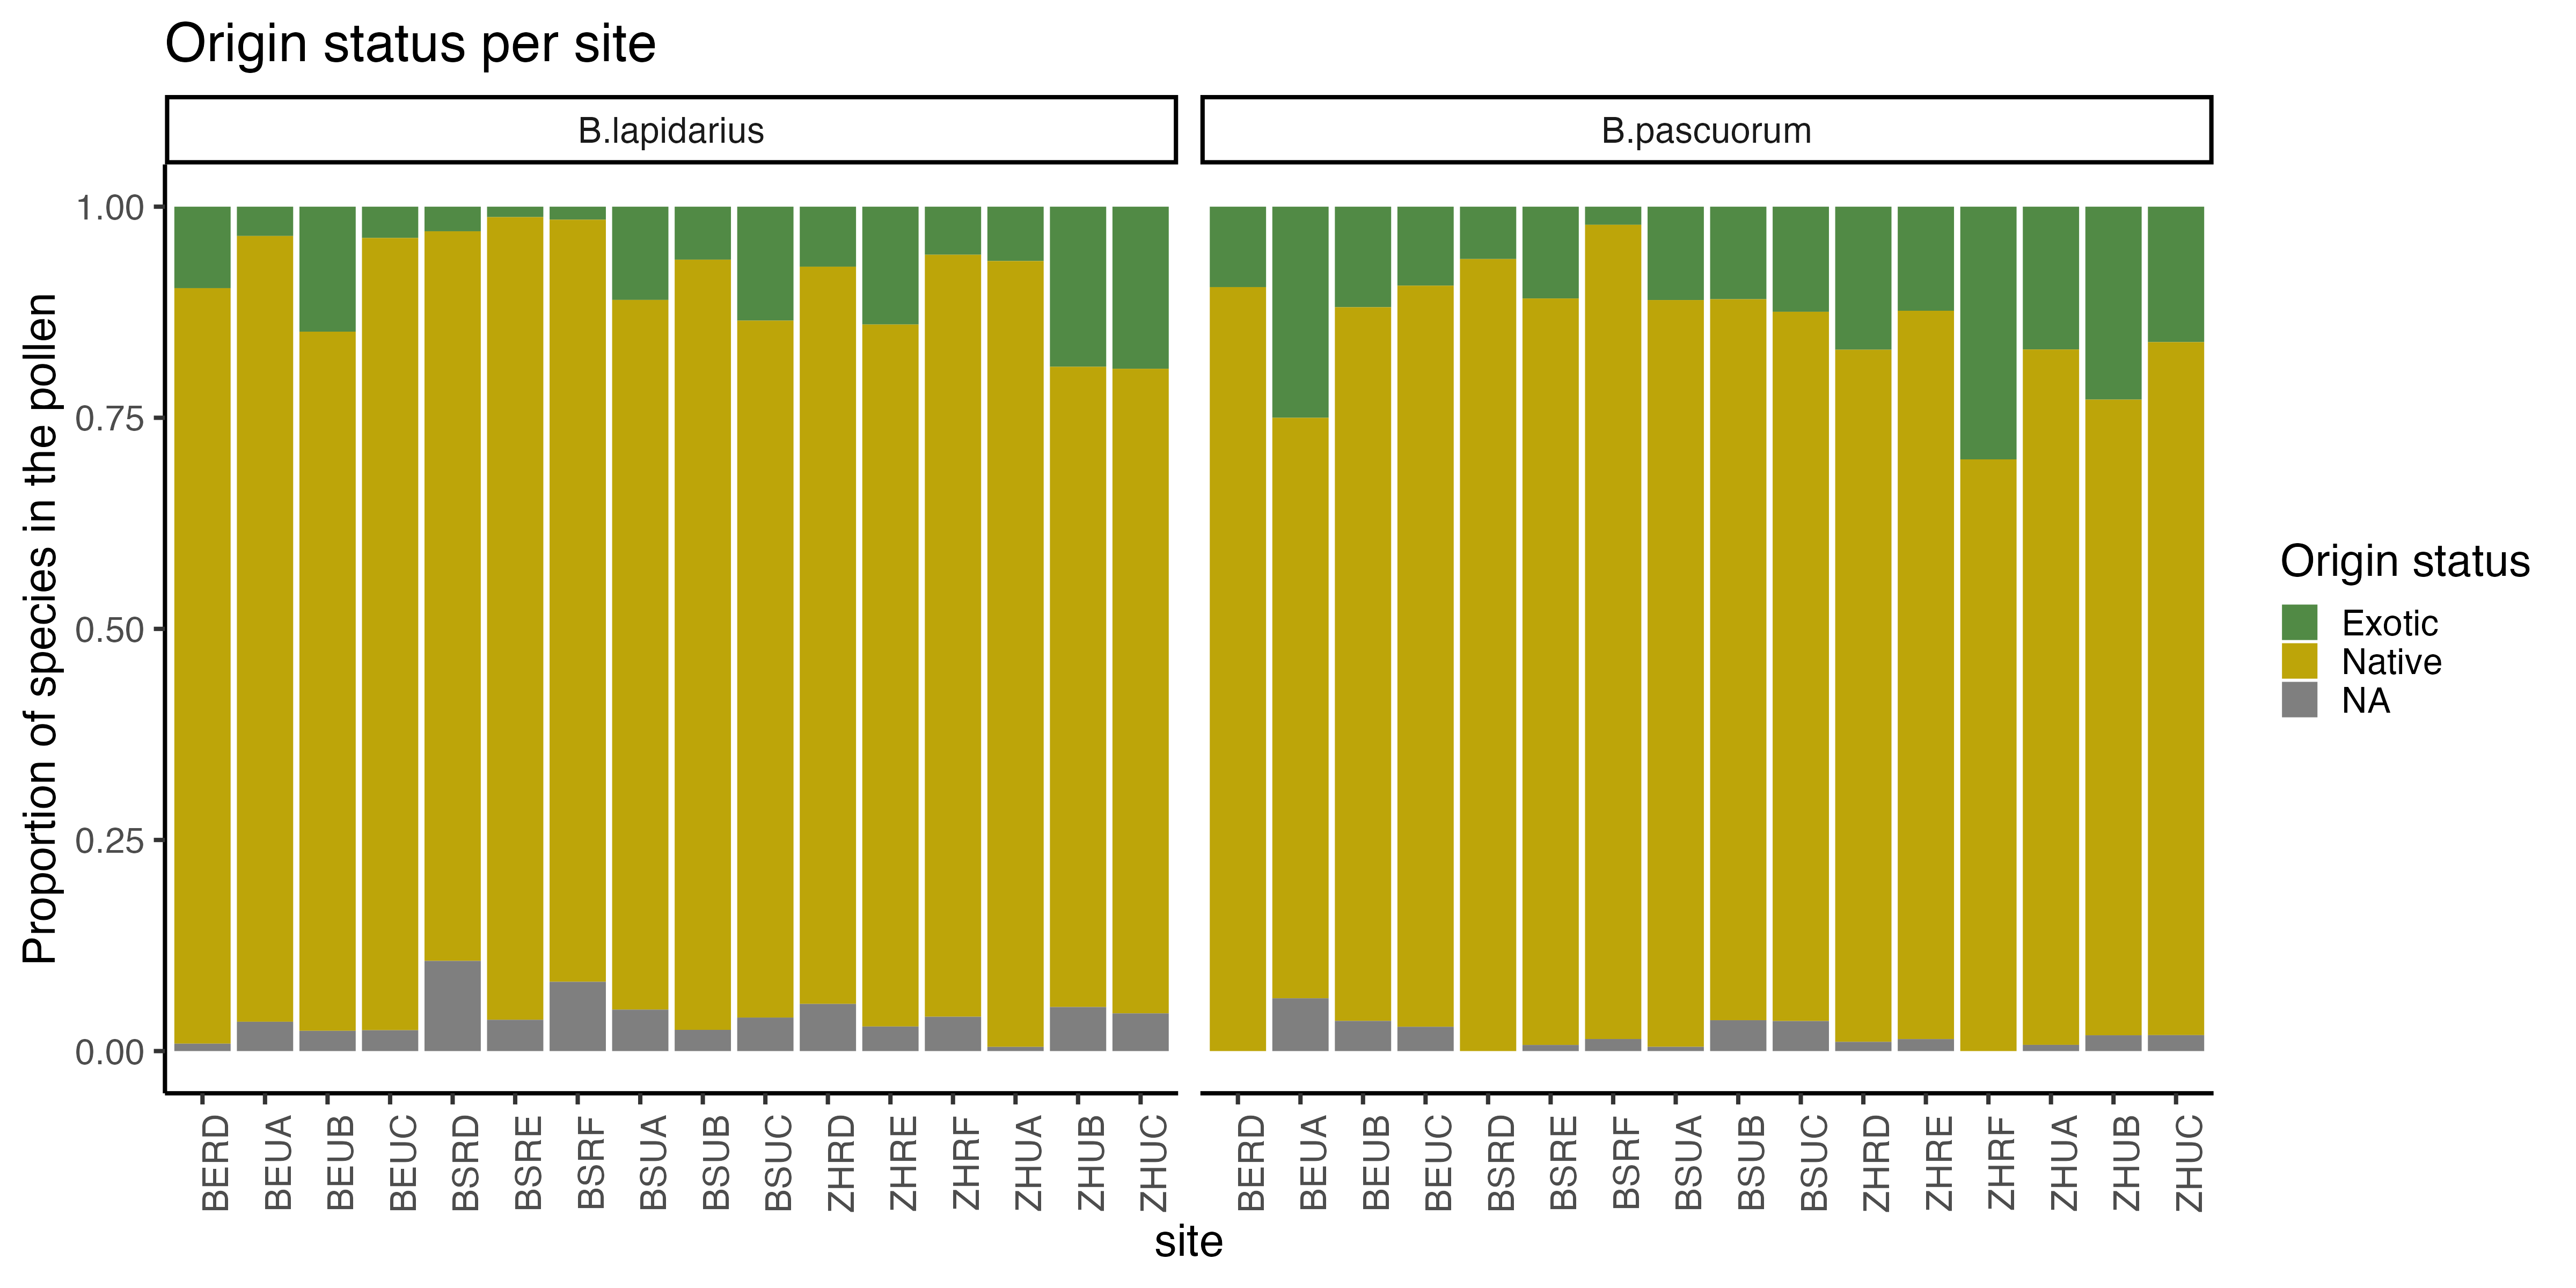 Origin status per site
B.lapidarius
B.pascuorum
Proportion of species in the pollen
1.00
0.75
0.50
0.25
0.00
BERD
BEUA
BEUB
BEUC
BSRD
BSRE
BSRF
BSUA
BSUB
BSUC
ZHRD
ZHRE
ZHRF
ZHUA
ZHUB
ZHUC
BERD
BEUA
BEUB
BEUC
BSRD
BSRE
BSRF
BSUA
BSUB
BSUC
ZHRD
ZHRE
ZHRF
ZHUA
ZHUB
ZHUC
site
Origin status
Exotic
Native
NA